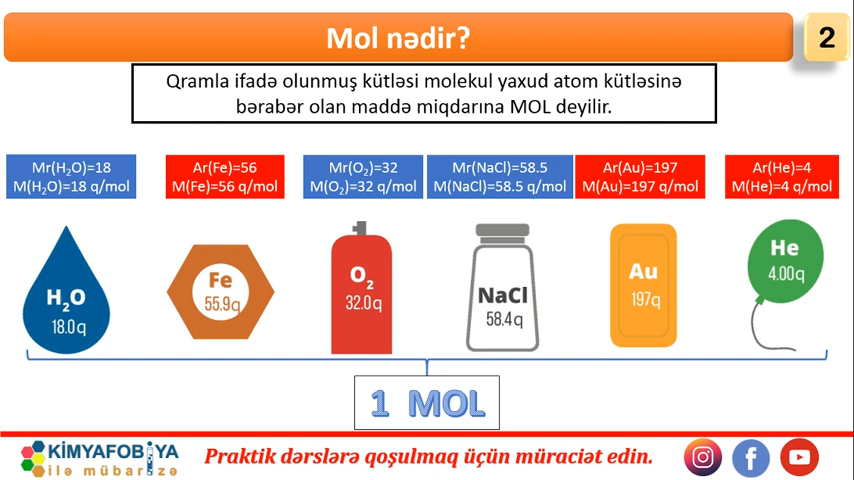 Mol nədir?
2
Qramla ifadə olunmuş kütləsi molekul yaxud atom kütləsinə
bərabər olan maddə miqdarına MOL deyilir.
Mr(H₂O)=18
M(H₂O)=18 q/mol
Ar(Fe)=56
M(Fe)=56 q/mol
Mr(O₂)=32
M(O₂)=32 q/mol
Mr(NaCl)=58.5
M(NaCl)=58.5 q/mol
Ar(Au)=197
M(Au)=197 q/mol
Ar(He)=4
M(He)=4 q/mol
H₂O
18.0q
Fe
55.9q
O₂
32.0q
NaCl
58.4q
Au
197q
He
4.00q
1 MOL
KİMYAFOBİYA
ilə mübarizə
Praktik dərslərə qoşulmaq üçün müraciət edin.